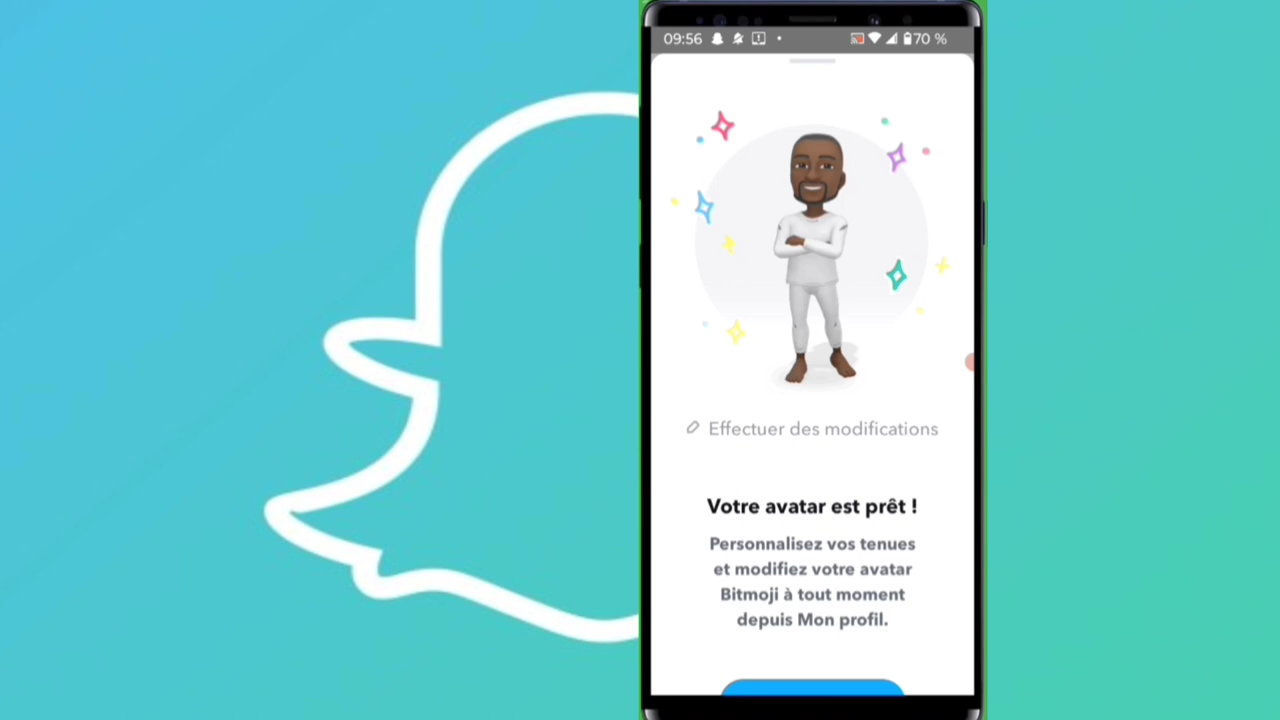 09:56
70 %
Effectuer des modifications
Votre avatar est prêt !
Personnalisez vos tenues
et modifiez votre avatar
Bitmoji à tout moment
depuis Mon profil.